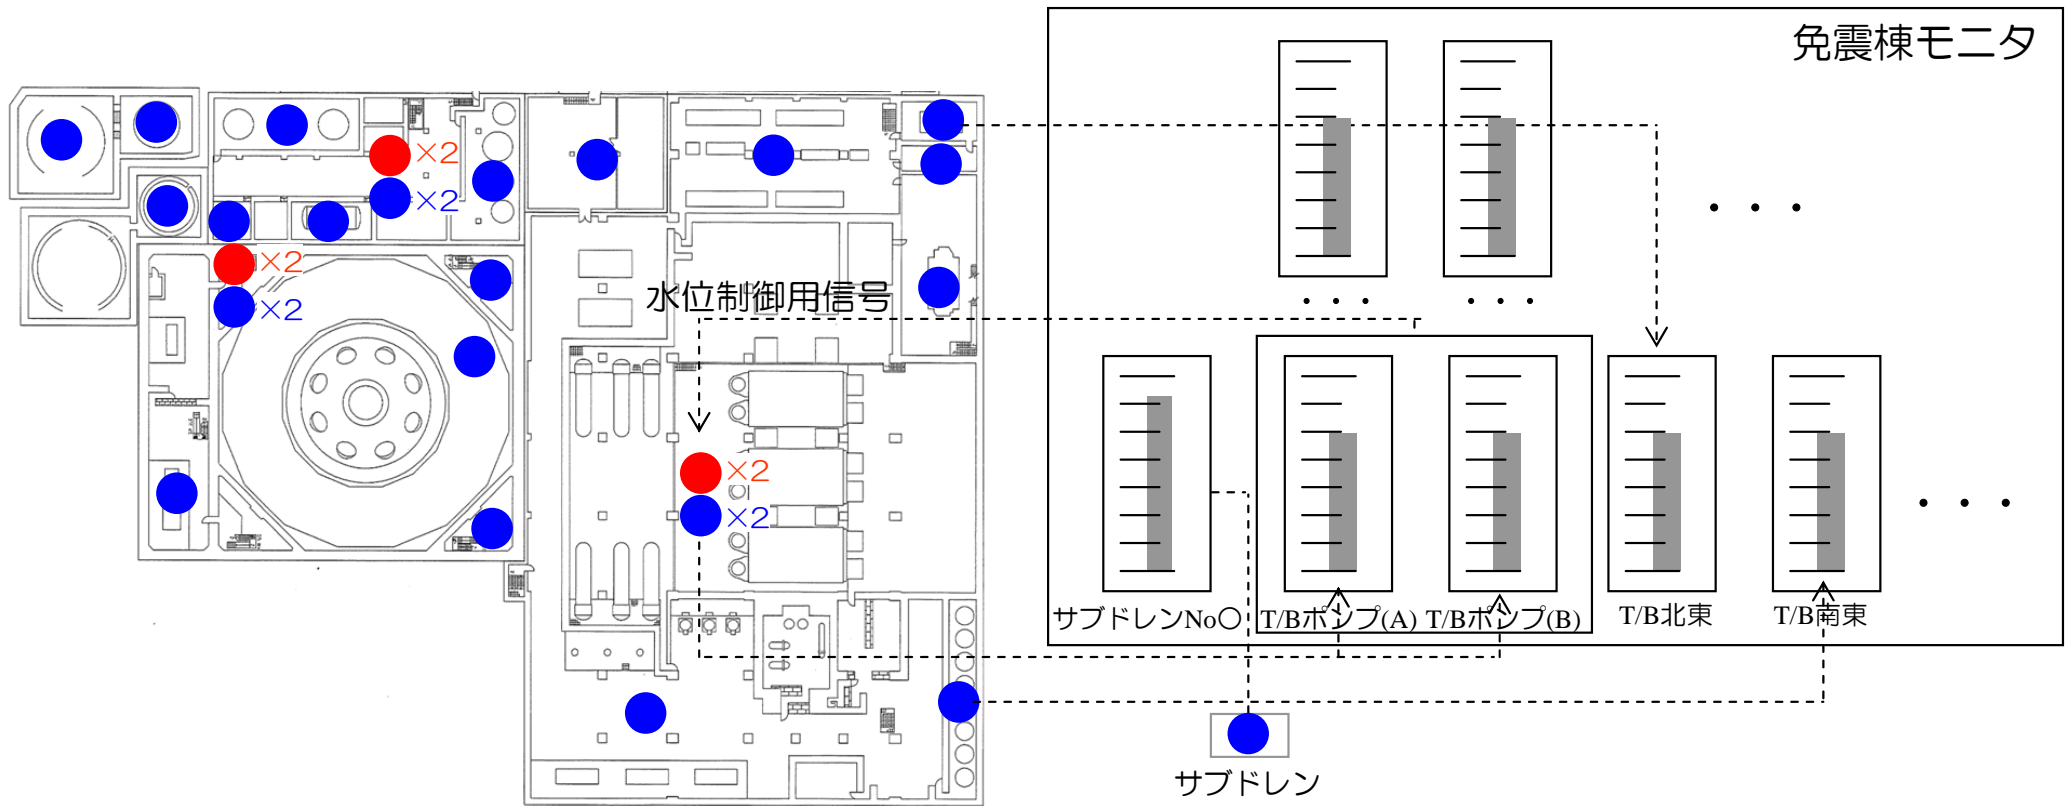 免震棟モニタ
×2
×2
×2
×2
・・・
水位制御用信号
・・・
・・・
×2
×2
・・・
サブドレンNo○
T/Bポンプ(A)
T/Bポンプ(B)
T/B北東
T/B南東
サブドレン